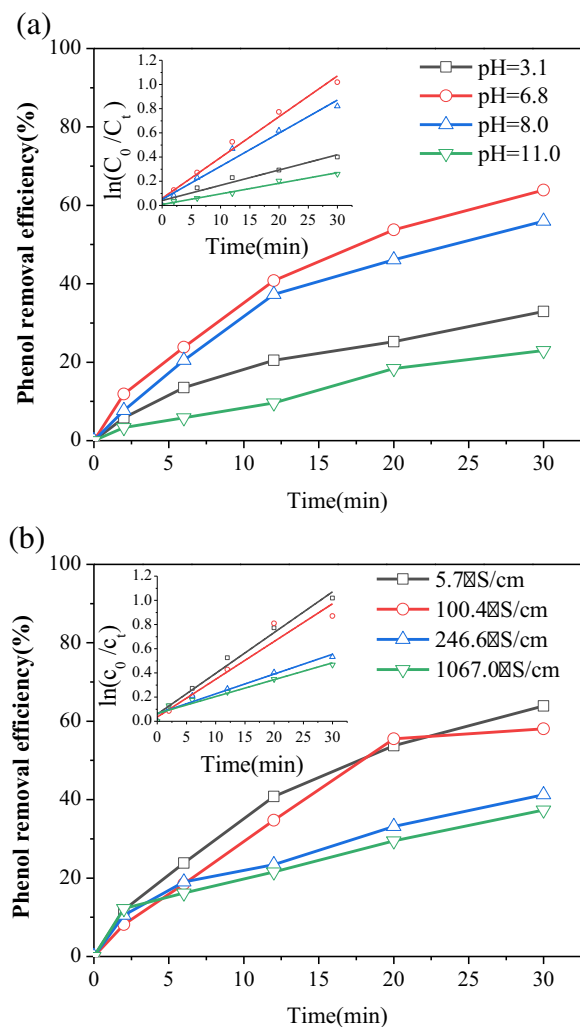 (a)
100
80
60
40
20
0
Phenol removal efficiency(%)
0 5 10 15 20 25 30
Time(min)
pH=3.1
pH=6.8
pH=8.0
pH=11.0
1.2
1.0
0.8
0.6
0.4
0.2
0.0
ln(C₀/Cₜ)
0 5 10 15 20 25 30
Time(min)
(b)
100
80
60
40
20
0
Phenol removal efficiency(%)
0 5 10 15 20 25 30
Time(min)
5.7�S/cm
100.4�S/cm
246.6�S/cm
1067.0�S/cm
1.2
1.0
0.8
0.6
0.4
0.2
0.0
ln(c₀/cₜ)
0 5 10 15 20 25 30
Time(min)